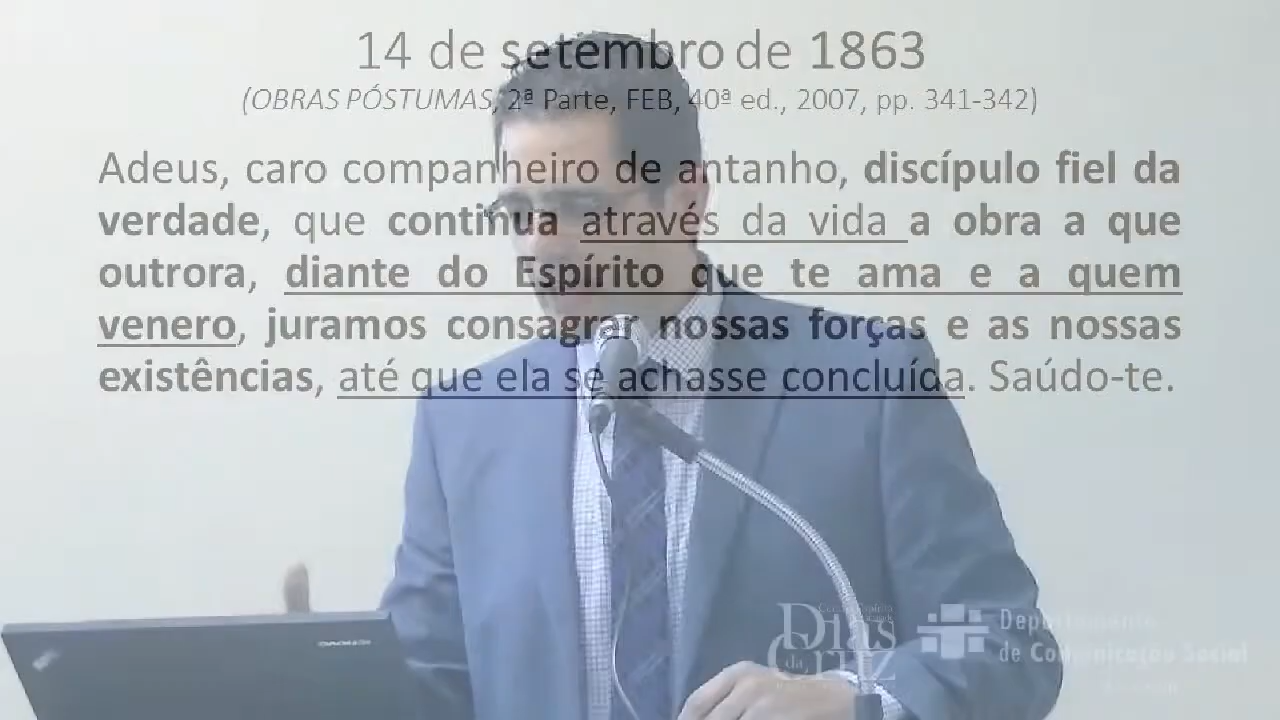 14 de setembro de 1863
(OBRAS PÓSTUMAS, 2ª Parte, FEB, 40ª ed., 2007, pp. 341-342)
Adeus, caro companheiro de antanho, discípulo fiel da
verdade, que continua através da vida a obra a que
outrora, diante do Espírito que te ama e a quem
venero, juramos consagrar nossas forças e as nossas
existências, até que ela se achasse concluída. Saúdo-te.
lenovo
Dias
da
Cruz
Departamento
de Comunicação Social